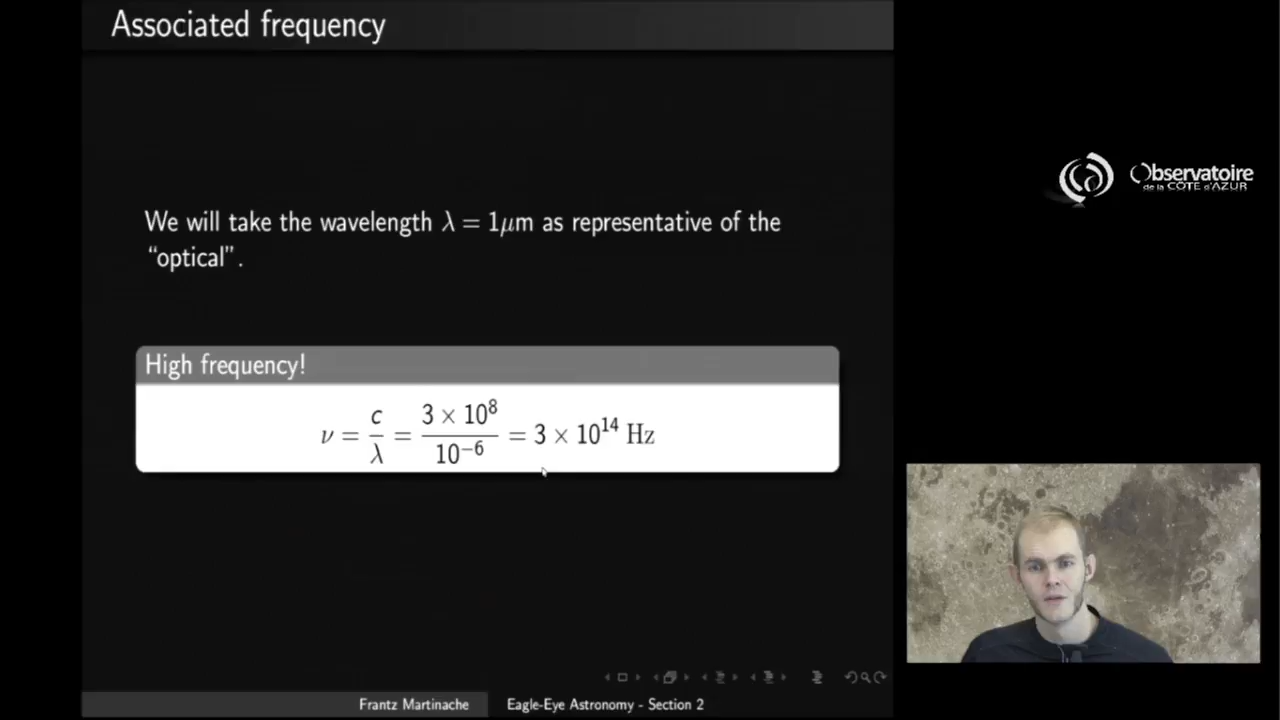 Associated frequency
We will take the wavelength λ = 1μm as representative of the
“optical”.
High frequency!
ν = c/λ = 3 × 10⁸/10⁻⁶ = 3 × 10¹⁴ Hz
Observatoire
de la CÔTE d'AZUR
Frantz Martinache
Eagle-Eye Astronomy - Section 2